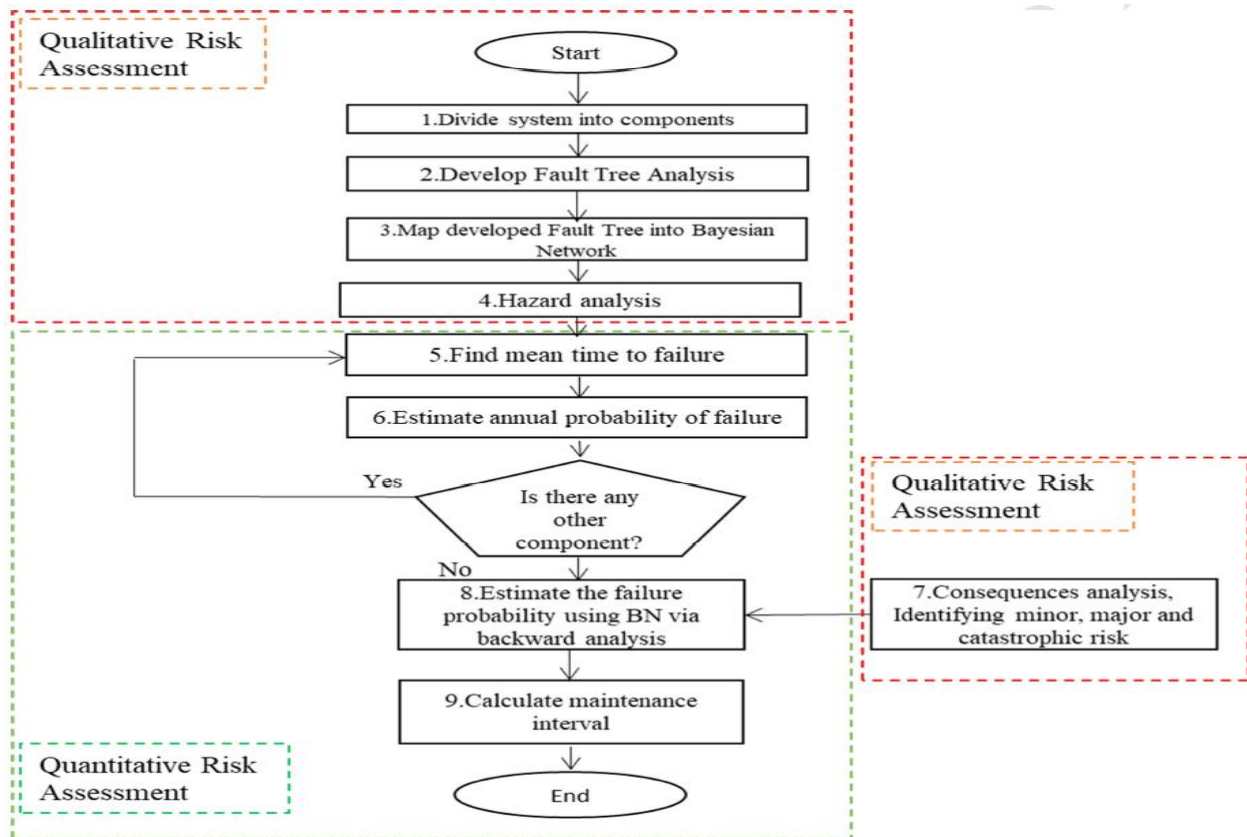 Qualitative Risk
Assessment
Start
1.Divide system into components
2.Develop Fault Tree Analysis
3.Map developed Fault Tree into Bayesian
Network
4.Hazard analysis
5.Find mean time to failure
6.Estimate annual probability of failure
Yes
Is there any
other
component?
No
Qualitative Risk
Assessment
7.Consequences analysis,
Identifying minor, major and
catastrophic risk
8.Estimate the failure
probability using BN via
backward analysis
9.Calculate maintenance
interval
Quantitative Risk
Assessment
End